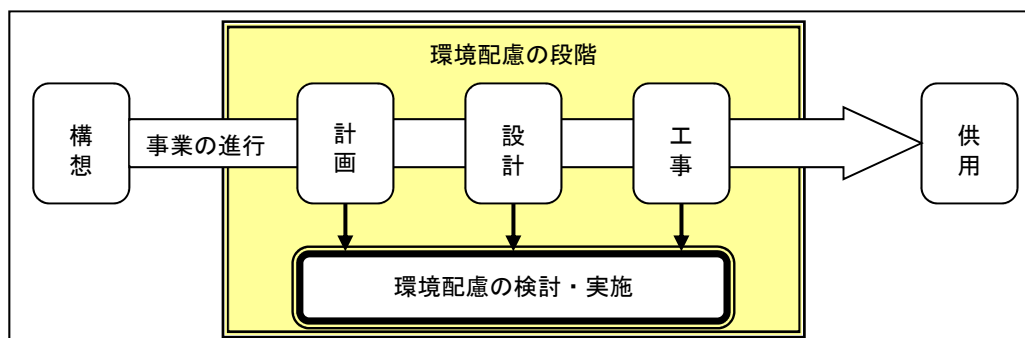 環境配慮の段階
構想
事業の進行
計画
設計
工事
供用
環境配慮の検討・実施